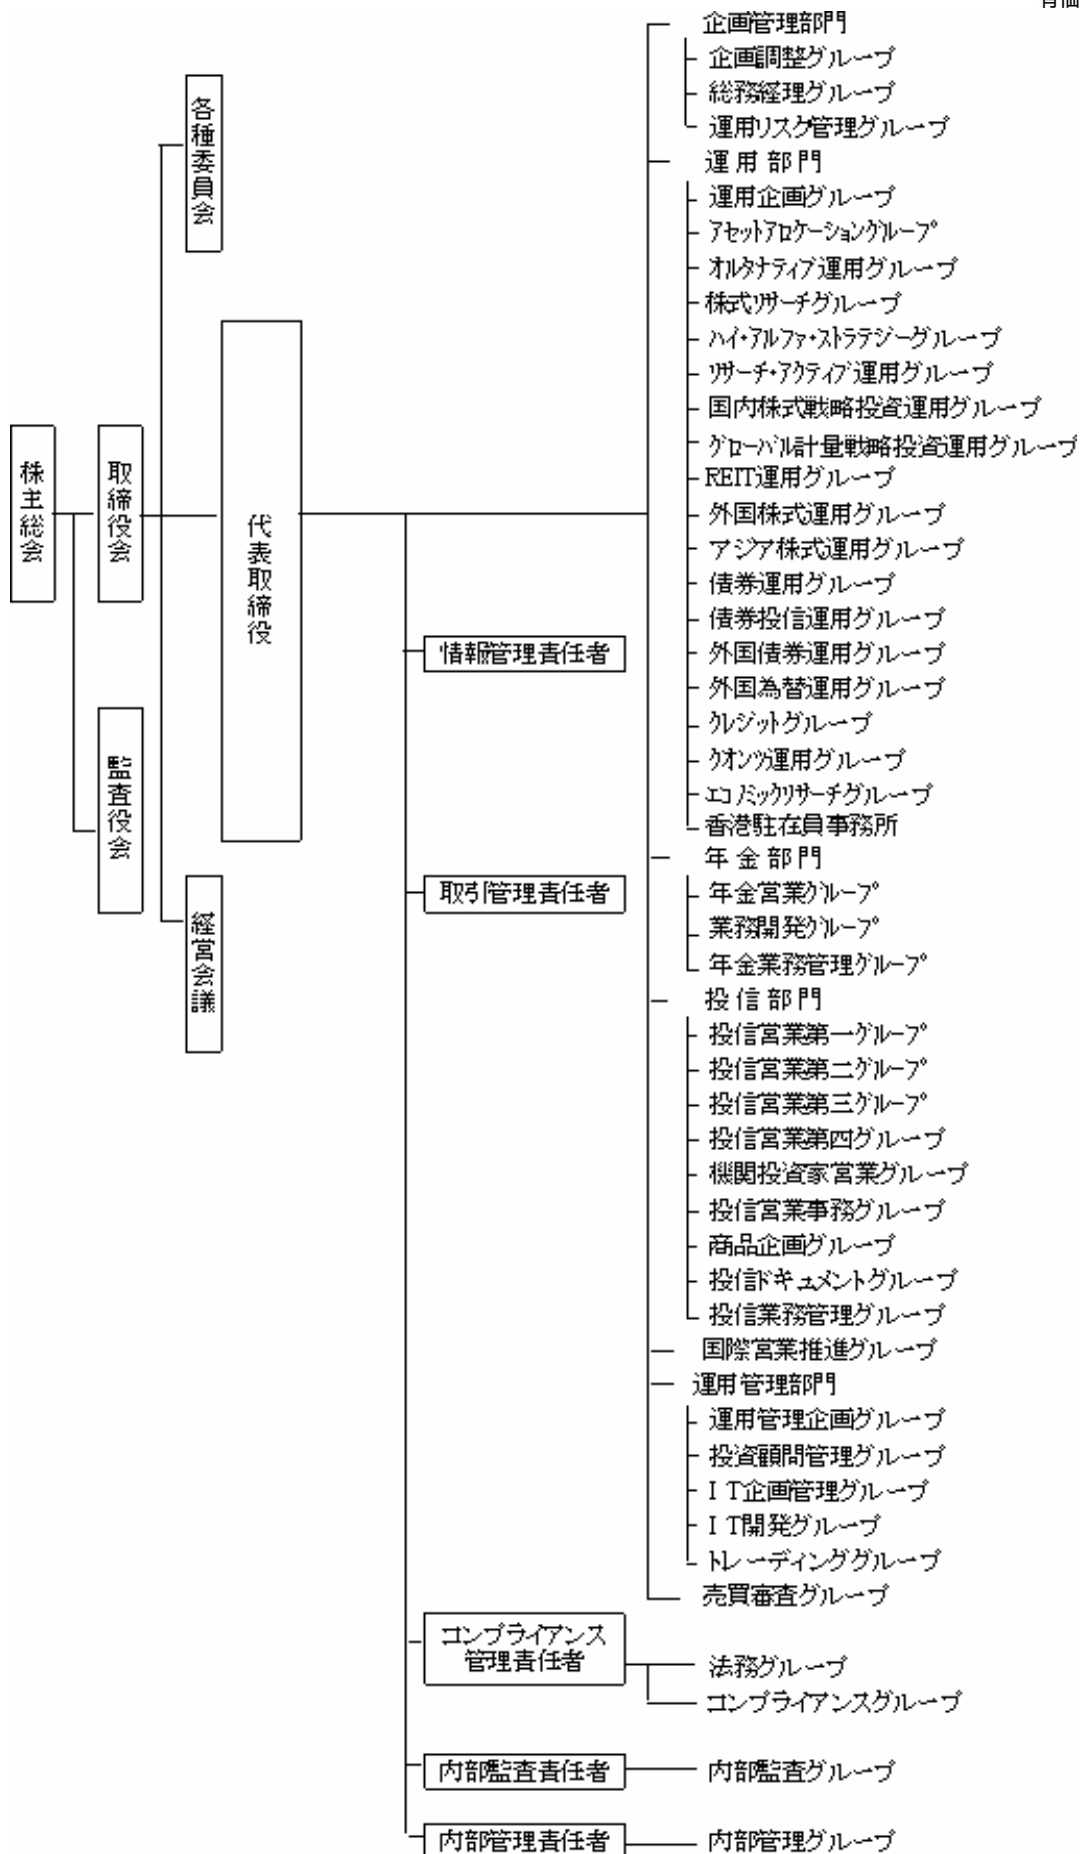 各種委員会
株主総会
取締役会
代表取締役
監査役会
経営会議
情報管理責任者
取引管理責任者
コンプライアンス
管理責任者
内部監査責任者
内部管理責任者
企画管理部門
企画調整グループ
総務経理グループ
運用リスク管理グループ
運用部門
運用企画グループ
アセットアロケーショングループ
オルタナティブ運用グループ
株式リサーチグループ
ハイ・アルファ・ストラテジーグループ
リサーチ・アクティブ運用グループ
国内株式戦略投資運用グループ
グローバル計量戦略投資運用グループ
REIT運用グループ
外国株式運用グループ
アジア株式運用グループ
債券運用グループ
債券投信運用グループ
外国債券運用グループ
外国為替運用グループ
クレジットグループ
クオンツ運用グループ
エコノミックリサーチグループ
香港駐在員事務所
年金部門
年金営業グループ
業務開発グループ
年金業務管理グループ
投信部門
投信営業第一グループ
投信営業第二グループ
投信営業第三グループ
投信営業第四グループ
機関投資家営業グループ
投信営業事務グループ
商品企画グループ
投信ドキュメントグループ
投信業務管理グループ
国際営業推進グループ
運用管理部門
運用管理企画グループ
投資顧問管理グループ
ＩＴ企画管理グループ
ＩＴ開発グループ
トレーディンググループ
売買審査グループ
法務グループ
コンプライアンスグループ
内部監査グループ
内部管理グループ